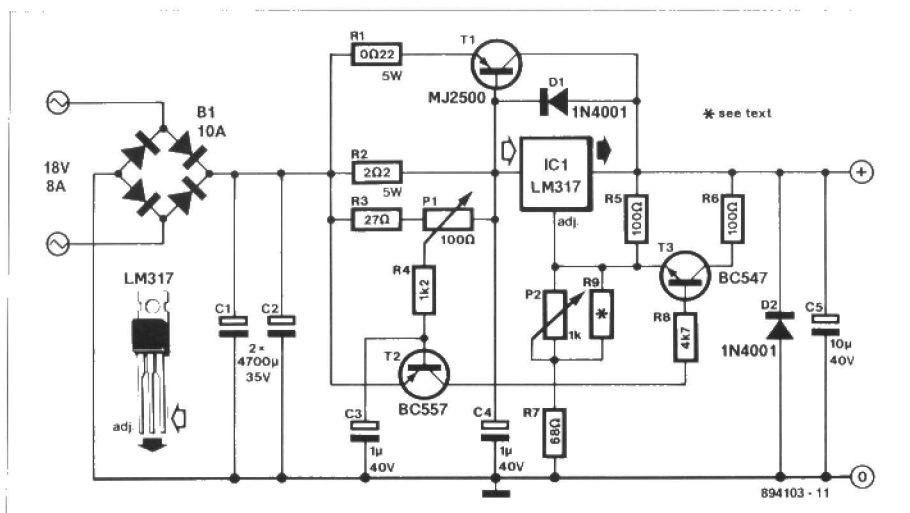 R1
0Ω22
5W
T1
MJ2500
D1
1N4001
* see text
B1
10A
18V
8A
R2
2Ω2
5W
R3
27Ω
P1
100Ω
IC1
LM317
adj.
R5
100Ω
R6
100Ω
R4
1k2
T3
BC547
LM317
adj.
C1
C2
2×
4700µ
35V
P2
1k
R9
*
R8
4k7
D2
1N4001
C5
10µ
40V
T2
BC557
C3
1µ
40V
C4
1µ
40V
R7
68Ω
+
0
894103 - 11